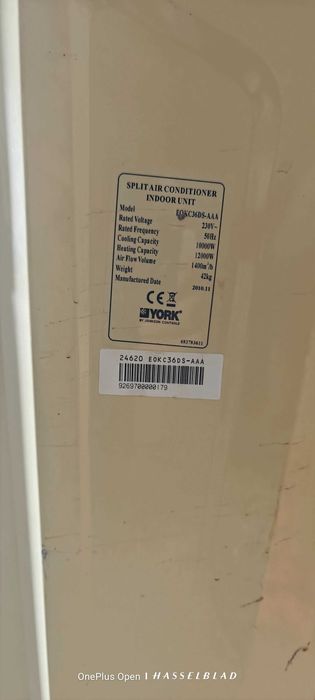 SPLIT AIR CONDITIONER
INDOOR UNIT
Model EOKC36DS-AAA
Rated Voltage 230V~
Rated Frequency 50Hz
Cooling Capacity 10000W
Heating Capacity 12000W
Air Flow Volume 1400m³/h
Weight 42kg
Manufactured Date 2010.11
CE
YORK
BY JOHNSON CONTROLS
2462D EOKC36DS-AAA
9269700000179
OnePlus Open | HASSELBLAD